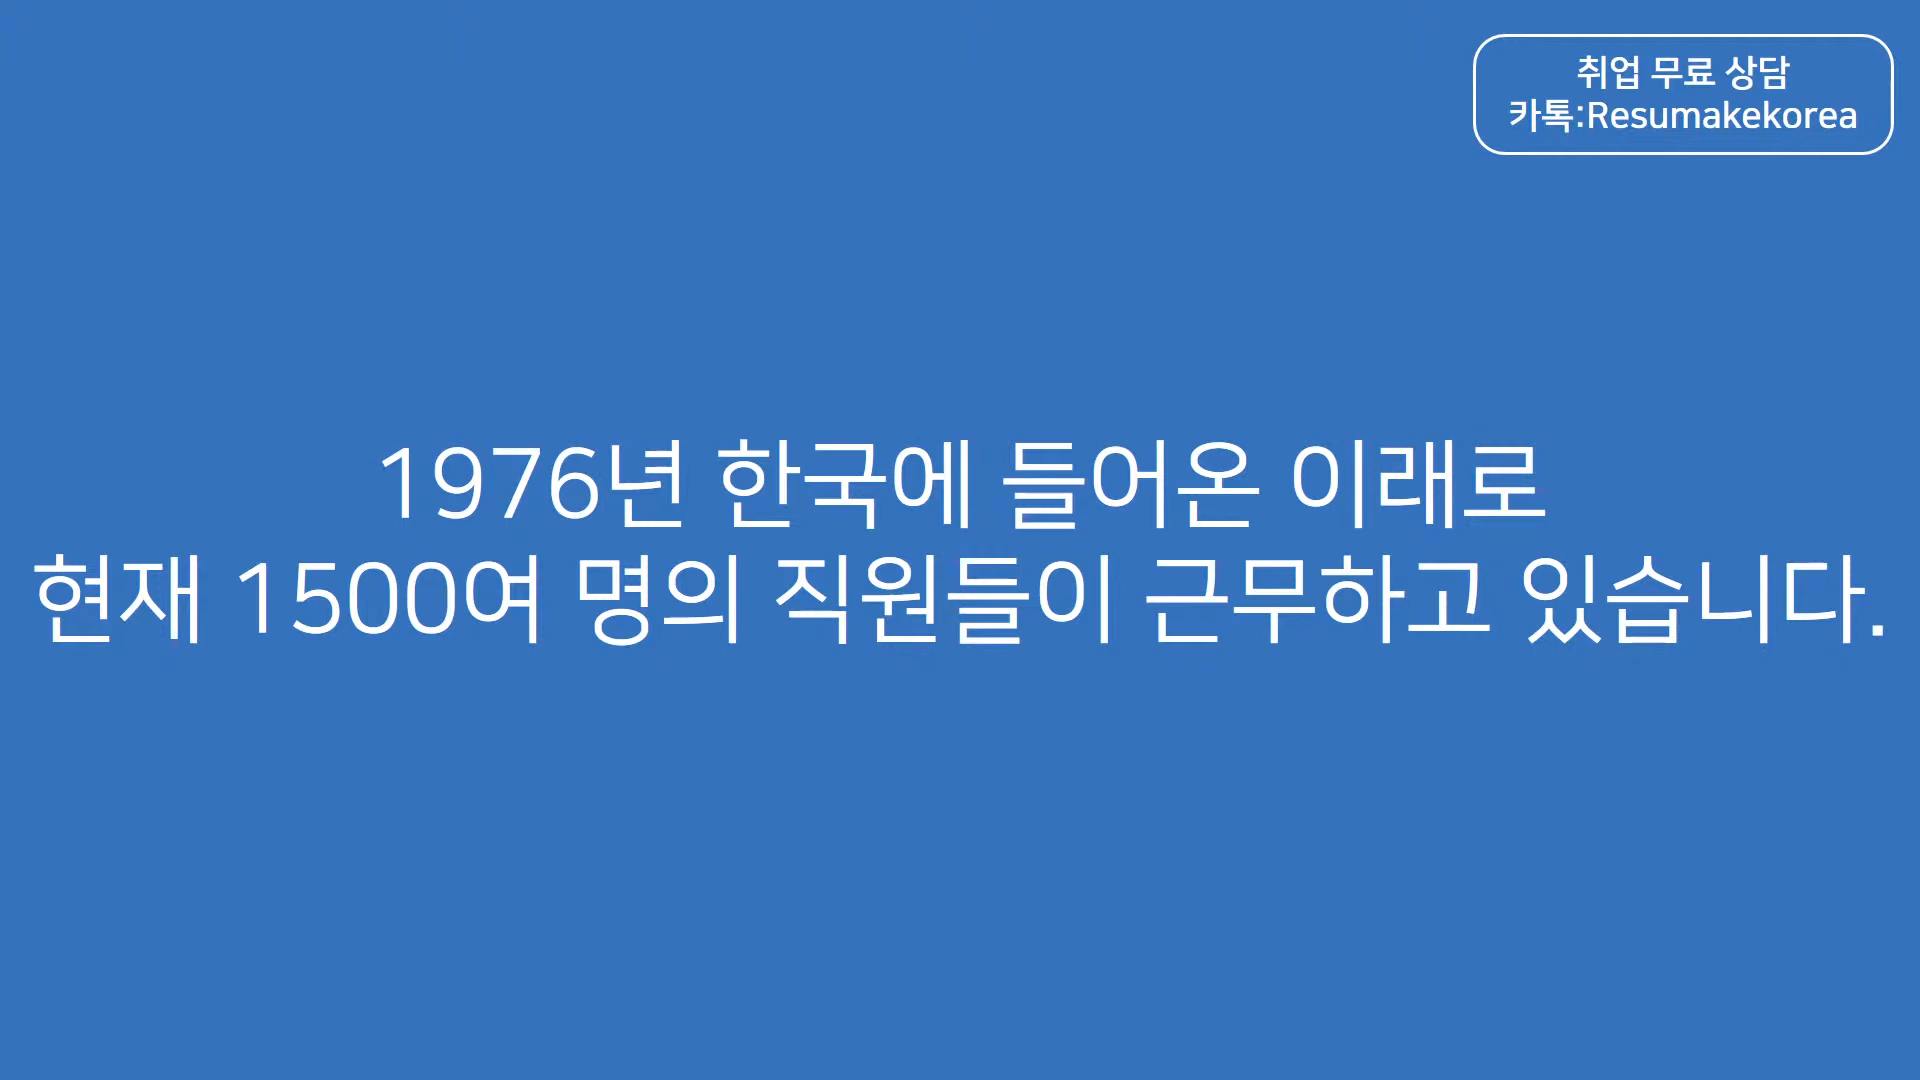 취업 무료 상담
카톡:Resumakekorea
1976년 한국에 들어온 이래로
현재 1500여 명의 직원들이 근무하고 있습니다.